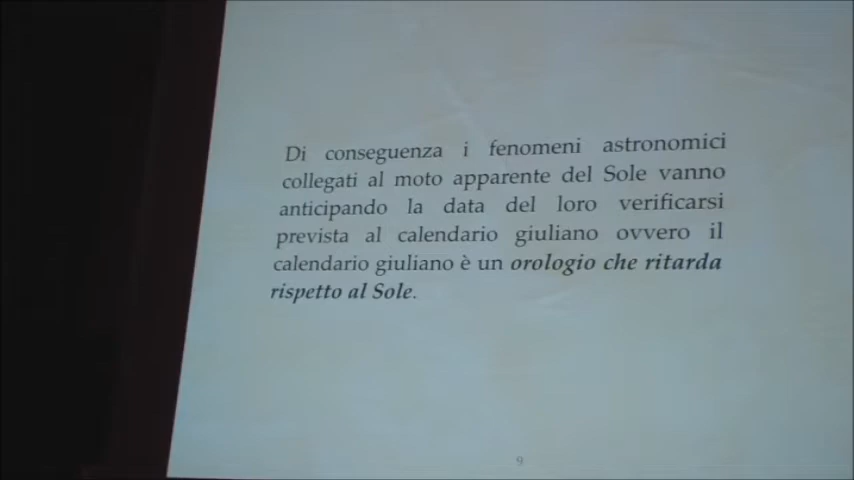 Di conseguenza i fenomeni astronomici
collegati al moto apparente del Sole vanno
anticipando la data del loro verificarsi
prevista al calendario giuliano ovvero il
calendario giuliano è un orologio che ritarda
rispetto al Sole.
9